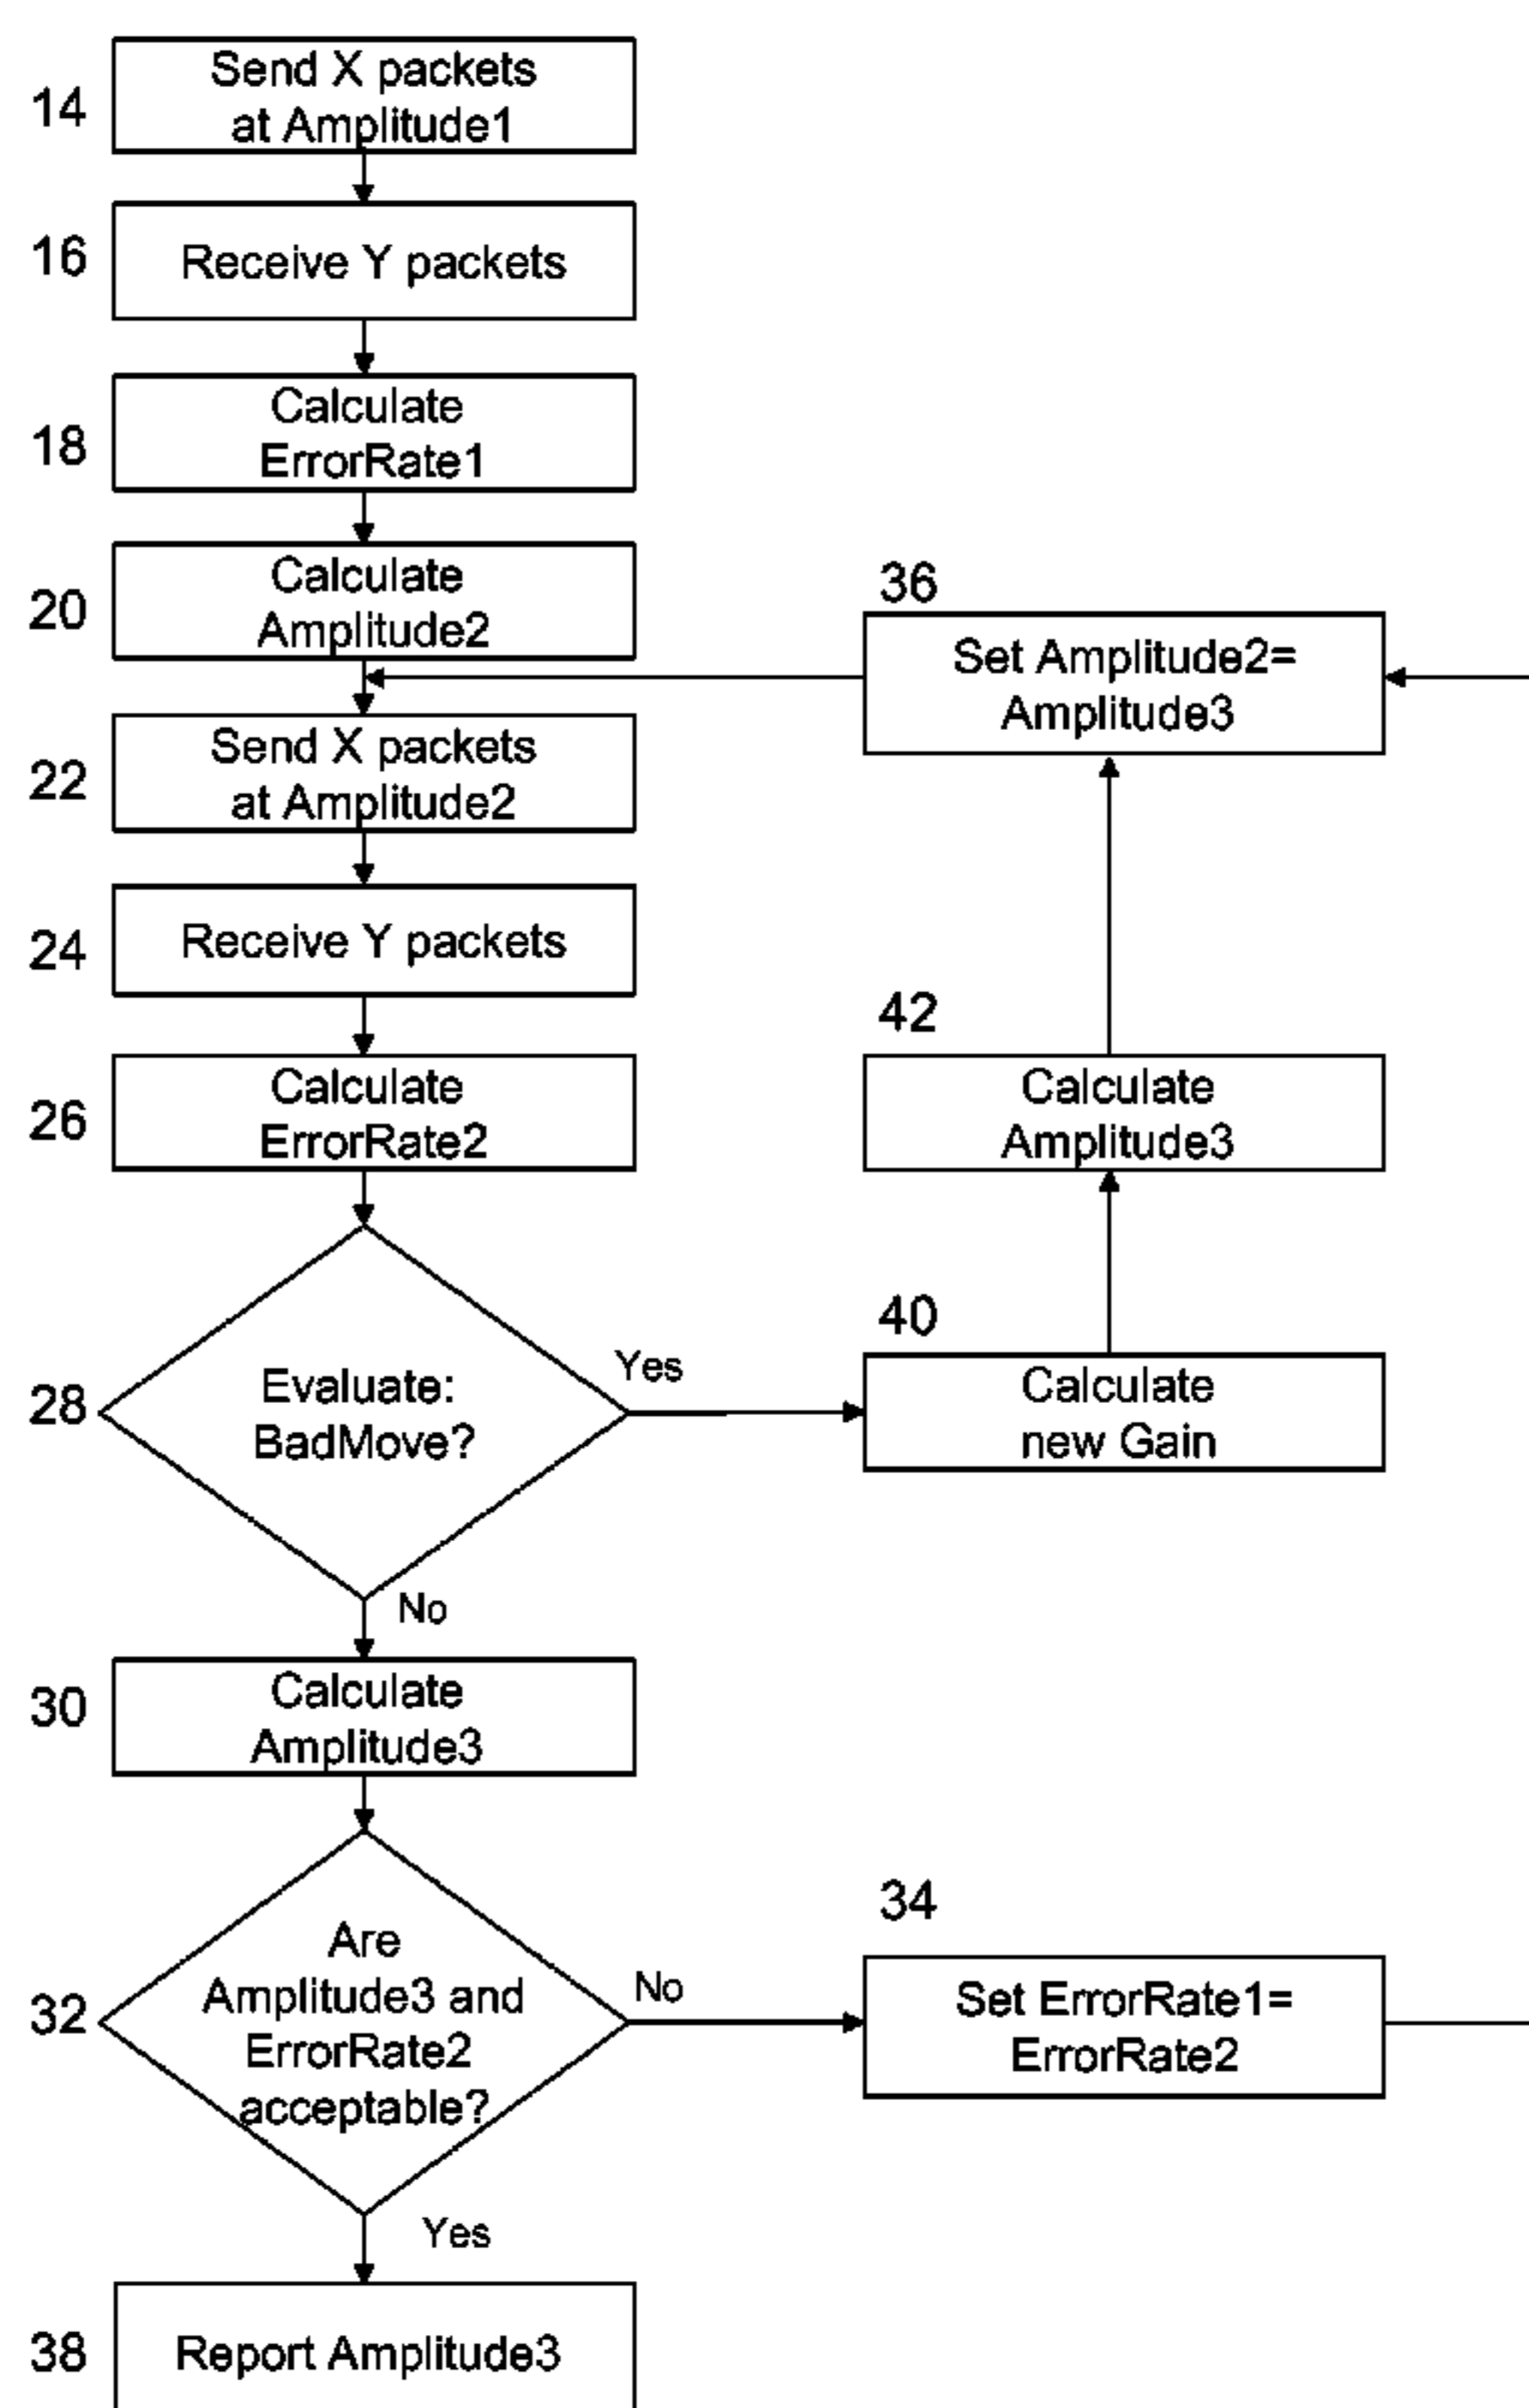 14
Send X packets
at Amplitude1
16
Receive Y packets
18
Calculate
ErrorRate1
20
Calculate
Amplitude2
36
Set Amplitude2=
Amplitude3
22
Send X packets
at Amplitude2
24
Receive Y packets
42
Calculate
Amplitude3
26
Calculate
ErrorRate2
28
Evaluate:
BadMove?
Yes
40
Calculate
new Gain
No
30
Calculate
Amplitude3
32
Are
Amplitude3 and
ErrorRate2
acceptable?
No
34
Set ErrorRate1=
ErrorRate2
Yes
38
Report Amplitude3